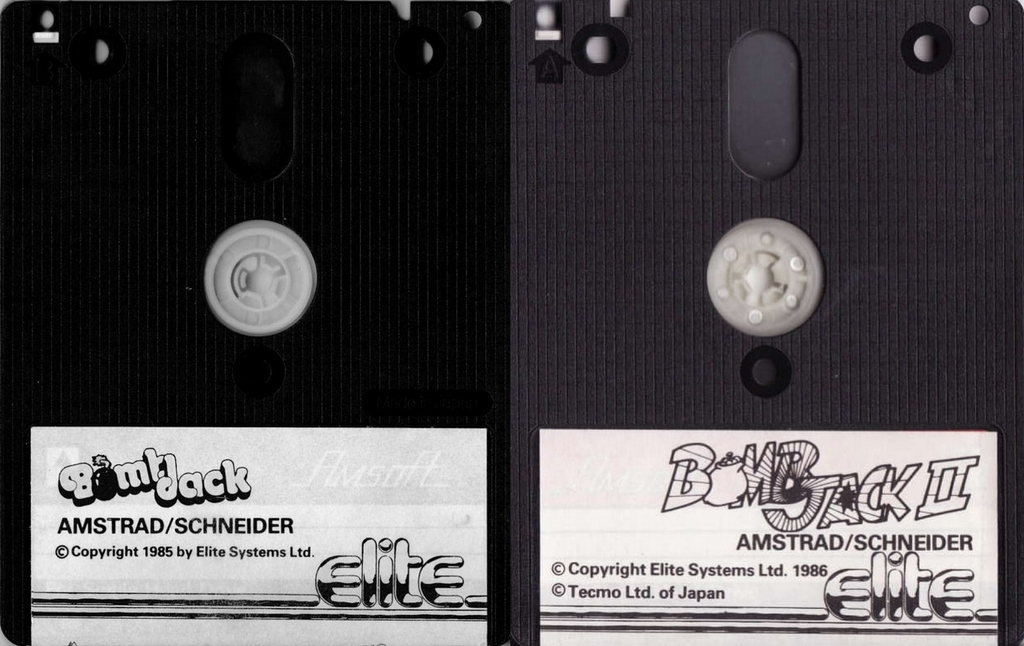 B
Bomb Jack
Amsoft
AMSTRAD/SCHNEIDER
© Copyright 1985 by Elite Systems Ltd.
elite
A
BOMB JACK II
AMSTRAD/SCHNEIDER
© Copyright Elite Systems Ltd. 1986
© Tecmo Ltd. of Japan
elite